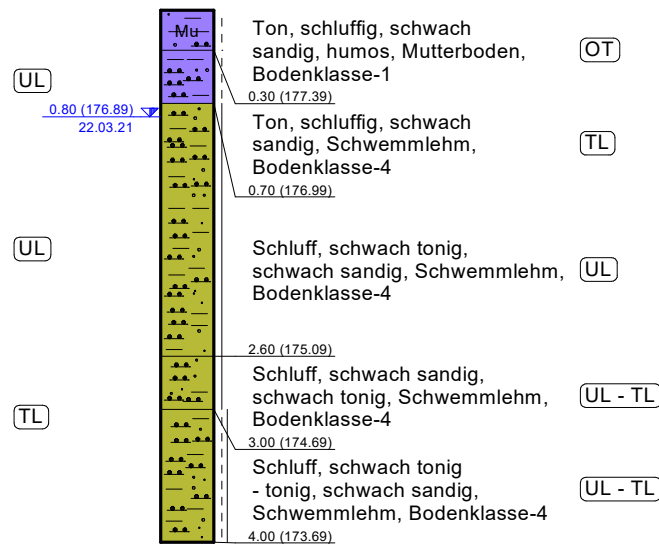 Mu
Ton, schluffig, schwach
sandig, humos, Mutterboden,
Bodenklasse-1
OT
0.30 (177.39)
UL
0.80 (176.89)
22.03.21
Ton, schluffig, schwach
sandig, Schwemmlehm,
Bodenklasse-4
TL
0.70 (176.99)
UL
Schluff, schwach tonig,
schwach sandig, Schwemmlehm,
Bodenklasse-4
UL
2.60 (175.09)
Schluff, schwach sandig,
schwach tonig, Schwemmlehm,
Bodenklasse-4
UL - TL
TL
3.00 (174.69)
Schluff, schwach tonig
- tonig, schwach sandig,
Schwemmlehm, Bodenklasse-4
UL - TL
4.00 (173.69)